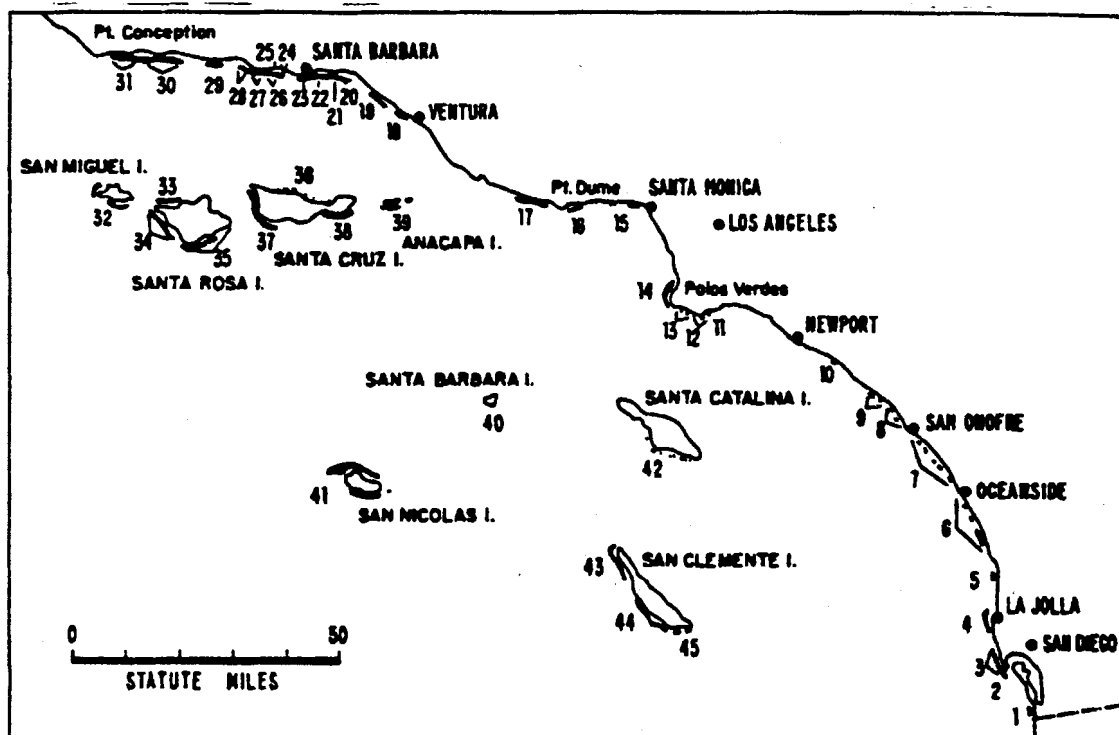 Pt. Conception
25 24 SANTA BARBARA
31 30 29 28 27 26 23 22 21 20 19 18
VENTURA
SAN MIGUEL I.
32 33 34 35
SANTA ROSA I.
36 37 38
SANTA CRUZ I.
39
ANACAPA I.
Pt. Dume
17 16 15
SANTA MONICA
LOS ANGELES
14 Palos Verdes
13 12 11
NEWPORT
10
SANTA BARBARA I.
40
SANTA CATALINA I.
42
9 8
SAN ONOFRE
7
41
SAN NICOLAS I.
OCEANSIDE
6
43
SAN CLEMENTE I.
44 45
5
4
LA JOLLA
SAN DIEGO
3 2
1
0 50
STATUTE MILES